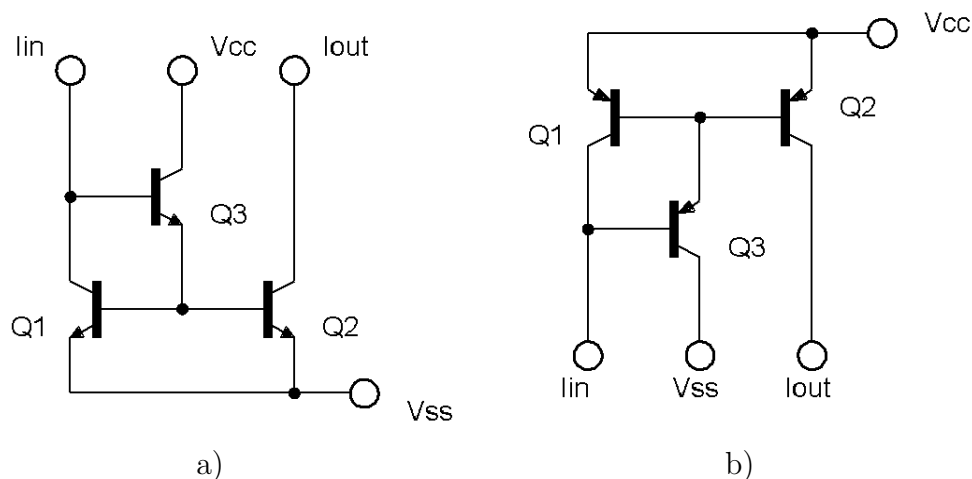 Iin Vcc Iout
Q3
Q1 Q2
Vss
a)
Vcc
Q1 Q2
Q3
Iin Vss Iout
b)